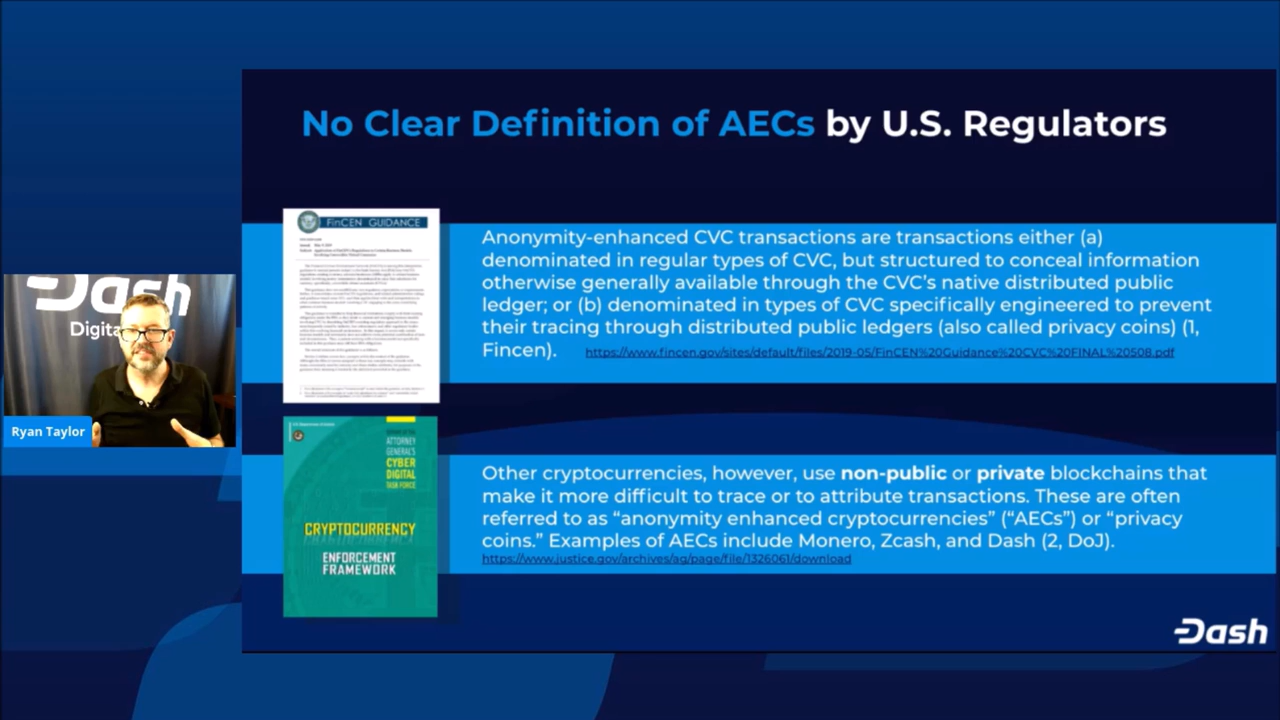 No Clear Definition of AECs by U.S. Regulators
FinCEN GUIDANCE
Anonymity-enhanced CVC transactions are transactions either (a)
denominated in regular types of CVC, but structured to conceal information
otherwise generally available through the CVC's native distributed public
ledger; or (b) denominated in types of CVC specifically engineered to prevent
their tracing through distributed public ledgers (also called privacy coins) (1,
Fincen). https://www.fincen.gov/sites/default/files/2019-05/FinCEN%20Guidance%20CVC%20FINAL%20508.pdf
Dash
Digita
Ryan Taylor
ATTORNEY
GENERAL'S
CYBER
DIGITAL
TASK FORCE
CRYPTOCURRENCY
ENFORCEMENT
FRAMEWORK
Other cryptocurrencies, however, use non-public or private blockchains that
make it more difficult to trace or to attribute transactions. These are often
referred to as “anonymity enhanced cryptocurrencies” (“AECs”) or “privacy
coins.” Examples of AECs include Monero, Zcash, and Dash (2, DoJ).
https://www.justice.gov/archives/ag/page/file/1326061/download
Dash